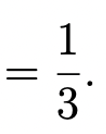 = 1/3.